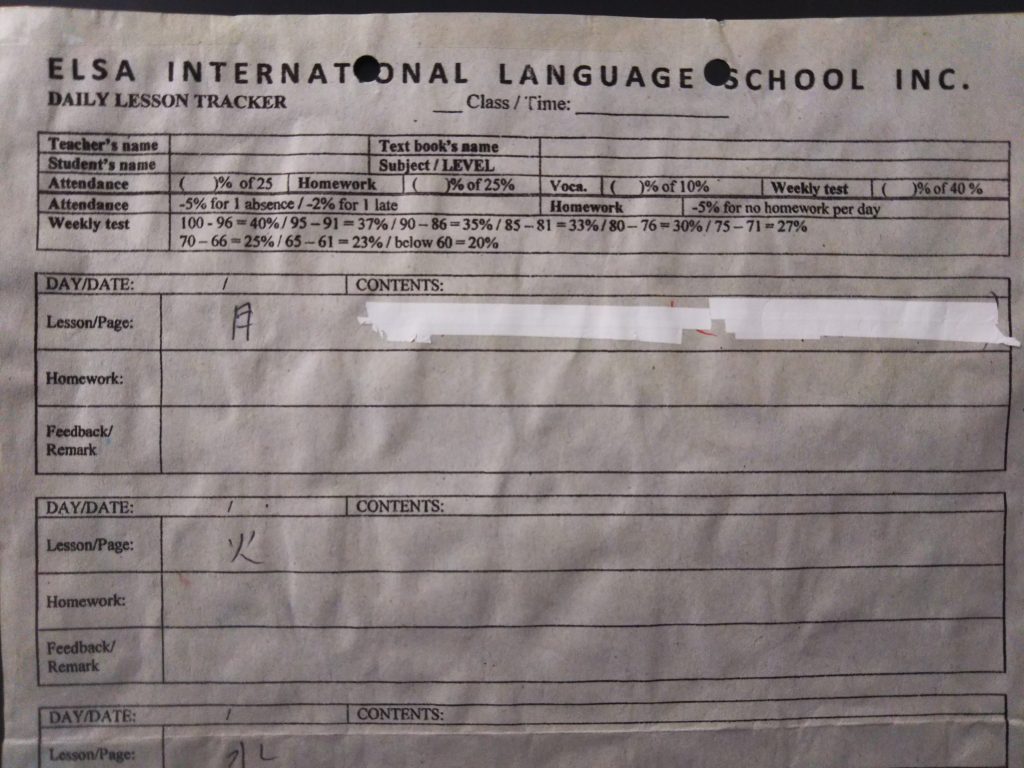 ELSA INTERNATIONAL LANGUAGE SCHOOL INC.
DAILY LESSON TRACKER ___ Class / Time: ________________
Teacher's name Text book's name
Student's name Subject / LEVEL
Attendance ( )% of 25 Homework ( )% of 25% Voca. ( )% of 10% Weekly test ( )% of 40 %
Attendance -5% for 1 absence / -2% for 1 late Homework -5% for no homework per day
Weekly test 100 - 96 = 40% / 95 – 91 = 37% / 90 – 86 = 35% / 85 – 81 = 33% / 80 – 76 = 30% / 75 – 71 = 27%
70 – 66 = 25% / 65 – 61 = 23% / below 60 = 20%
DAY/DATE: / CONTENTS:
Lesson/Page: 月
Homework:
Feedback/
Remark
DAY/DATE: / CONTENTS:
Lesson/Page: 火
Homework:
Feedback/
Remark
DAY/DATE: / CONTENTS:
Lesson/Page: 水